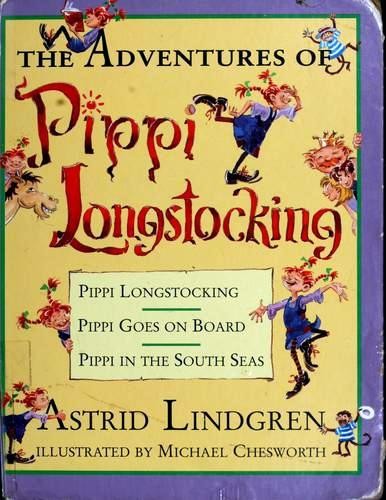 THE ADVENTURES OF
Pippi
Longstocking
PIPPI LONGSTOCKING
PIPPI GOES ON BOARD
PIPPI IN THE SOUTH SEAS
ASTRID LINDGREN
ILLUSTRATED BY MICHAEL CHESWORTH